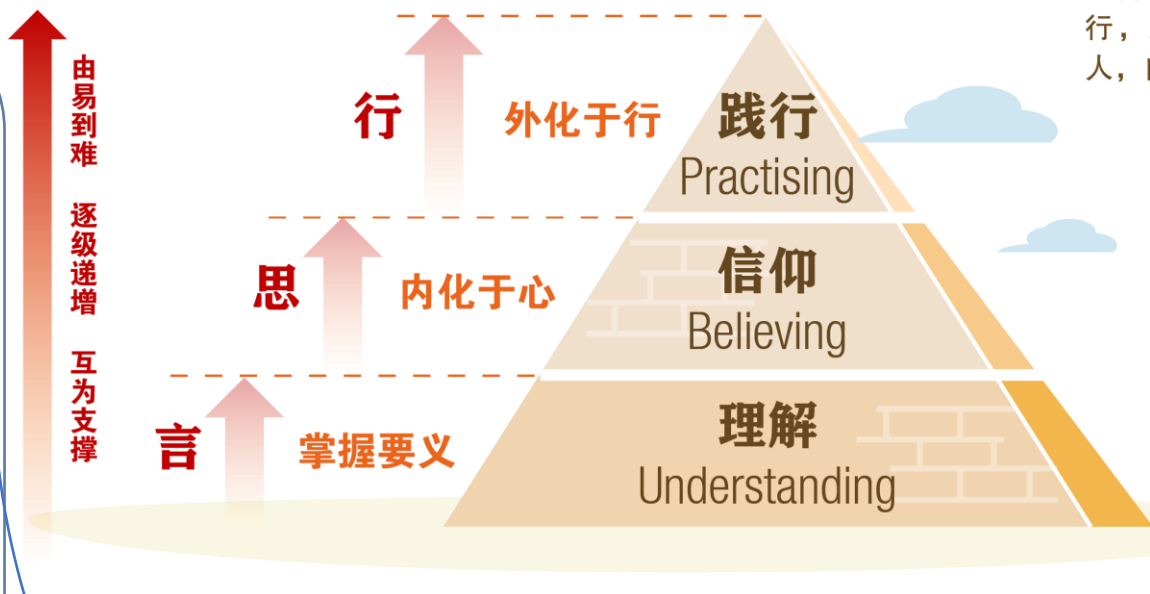 由易到难 逐级递增 互为支撑
行，
人，
行
外化于行
践行
Practising
思
内化于心
信仰
Believing
言
掌握要义
理解
Understanding